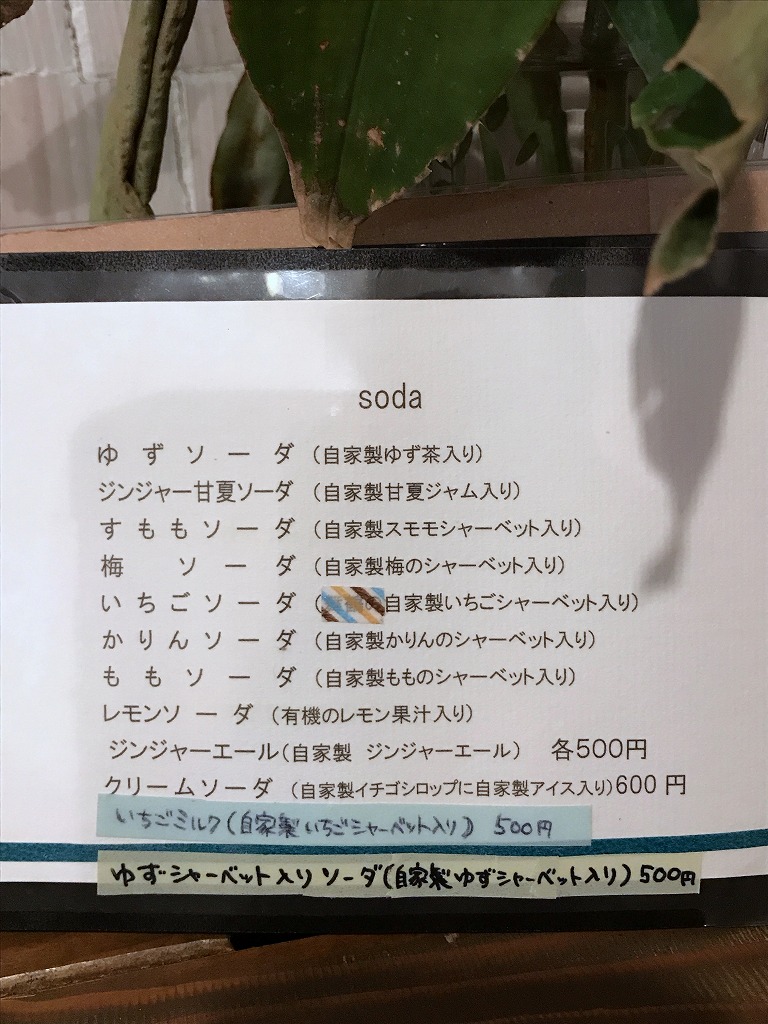 soda
ゆずソーダ（自家製ゆず茶入り）
ジンジャー甘夏ソーダ（自家製甘夏ジャム入り）
すももソーダ（自家製スモモシャーベット入り）
梅ソーダ（自家製梅のシャーベット入り）
いちごソーダ（自家製いちごシャーベット入り）
かりんソーダ（自家製かりんのシャーベット入り）
ももソーダ（自家製もものシャーベット入り）
レモンソーダ（有機のレモン果汁入り）
ジンジャーエール（自家製 ジンジャーエール） 各500円
クリームソーダ（自家製イチゴシロップに自家製アイス入り）600円
いちごミルク（自家製いちごシャーベット入り） 500円
ゆずシャーベット入りソーダ（自家製ゆずシャーベット入り）500円